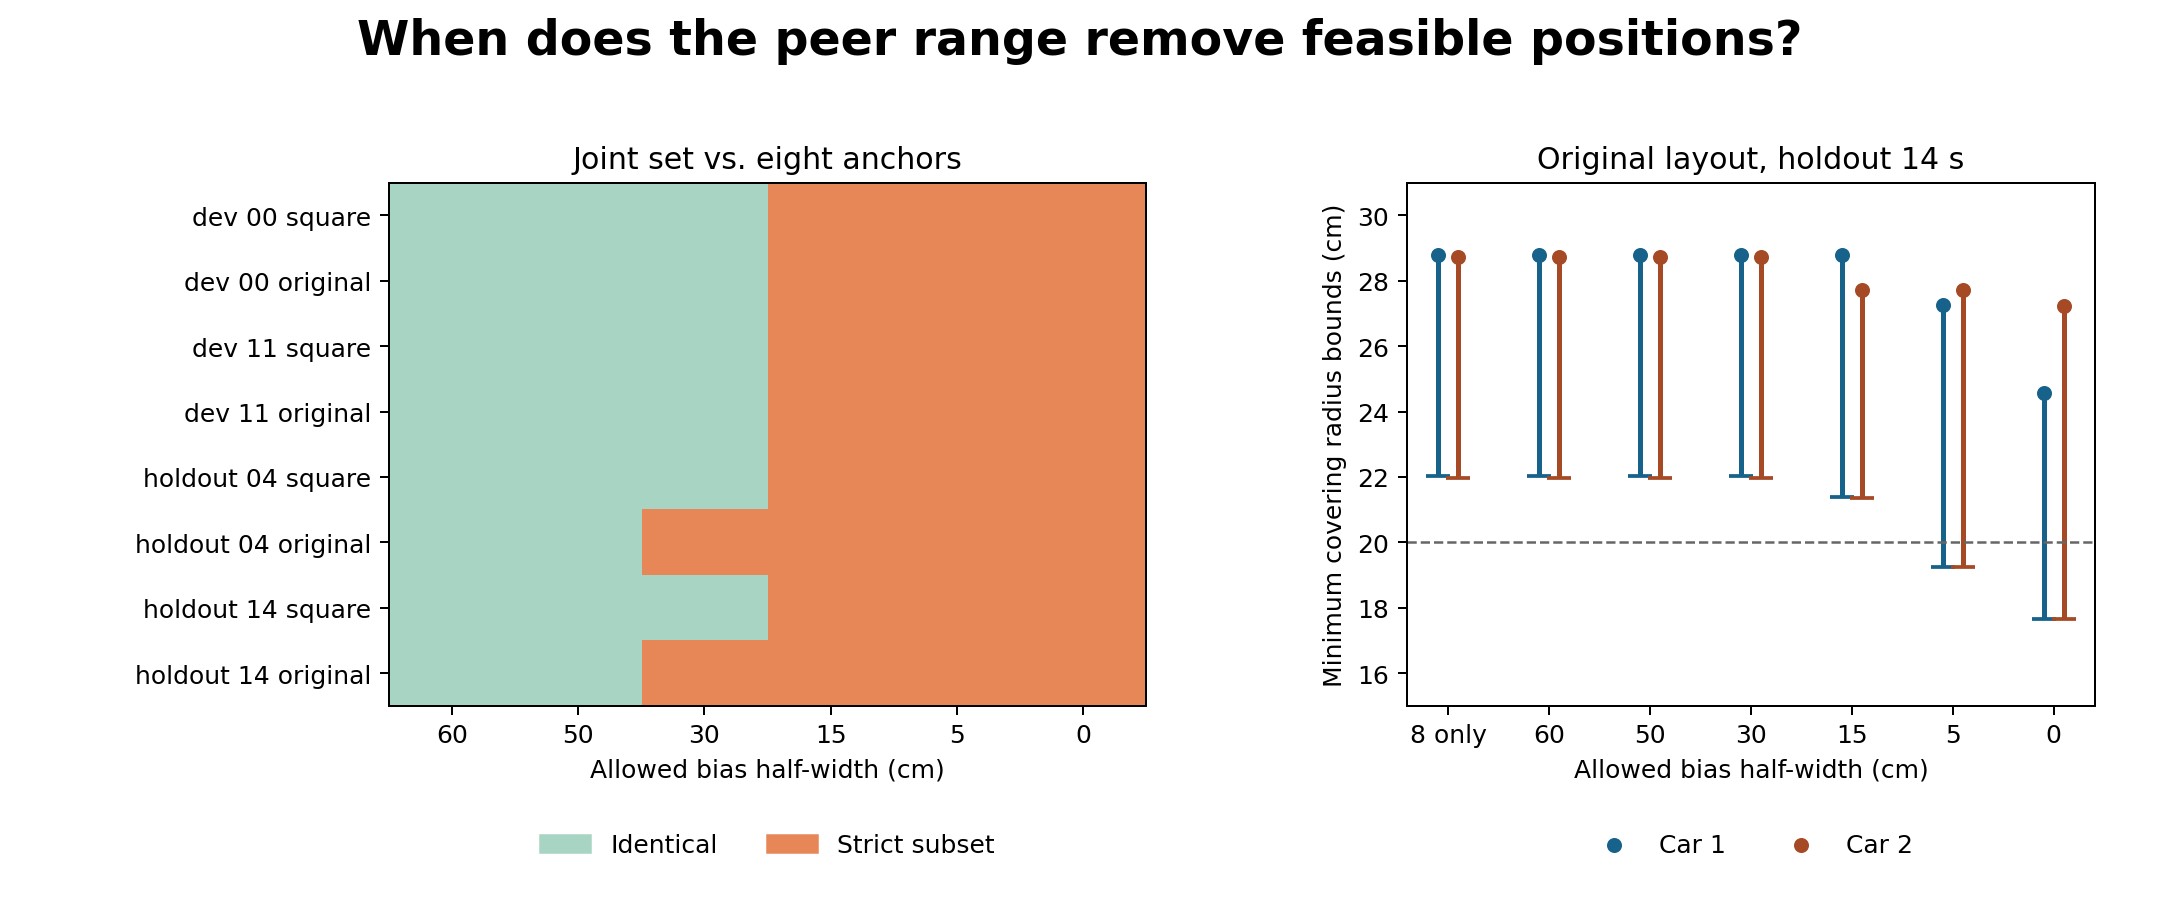 When does the peer range remove feasible positions?
Joint set vs. eight anchors
dev 00 square
dev 00 original
dev 11 square
dev 11 original
holdout 04 square
holdout 04 original
holdout 14 square
holdout 14 original
60 50 30 15 5 0
Allowed bias half-width (cm)
Identical Strict subset
Original layout, holdout 14 s
Minimum covering radius bounds (cm)
30
28
26
24
22
20
18
16
8 only 60 50 30 15 5 0
Allowed bias half-width (cm)
Car 1 Car 2